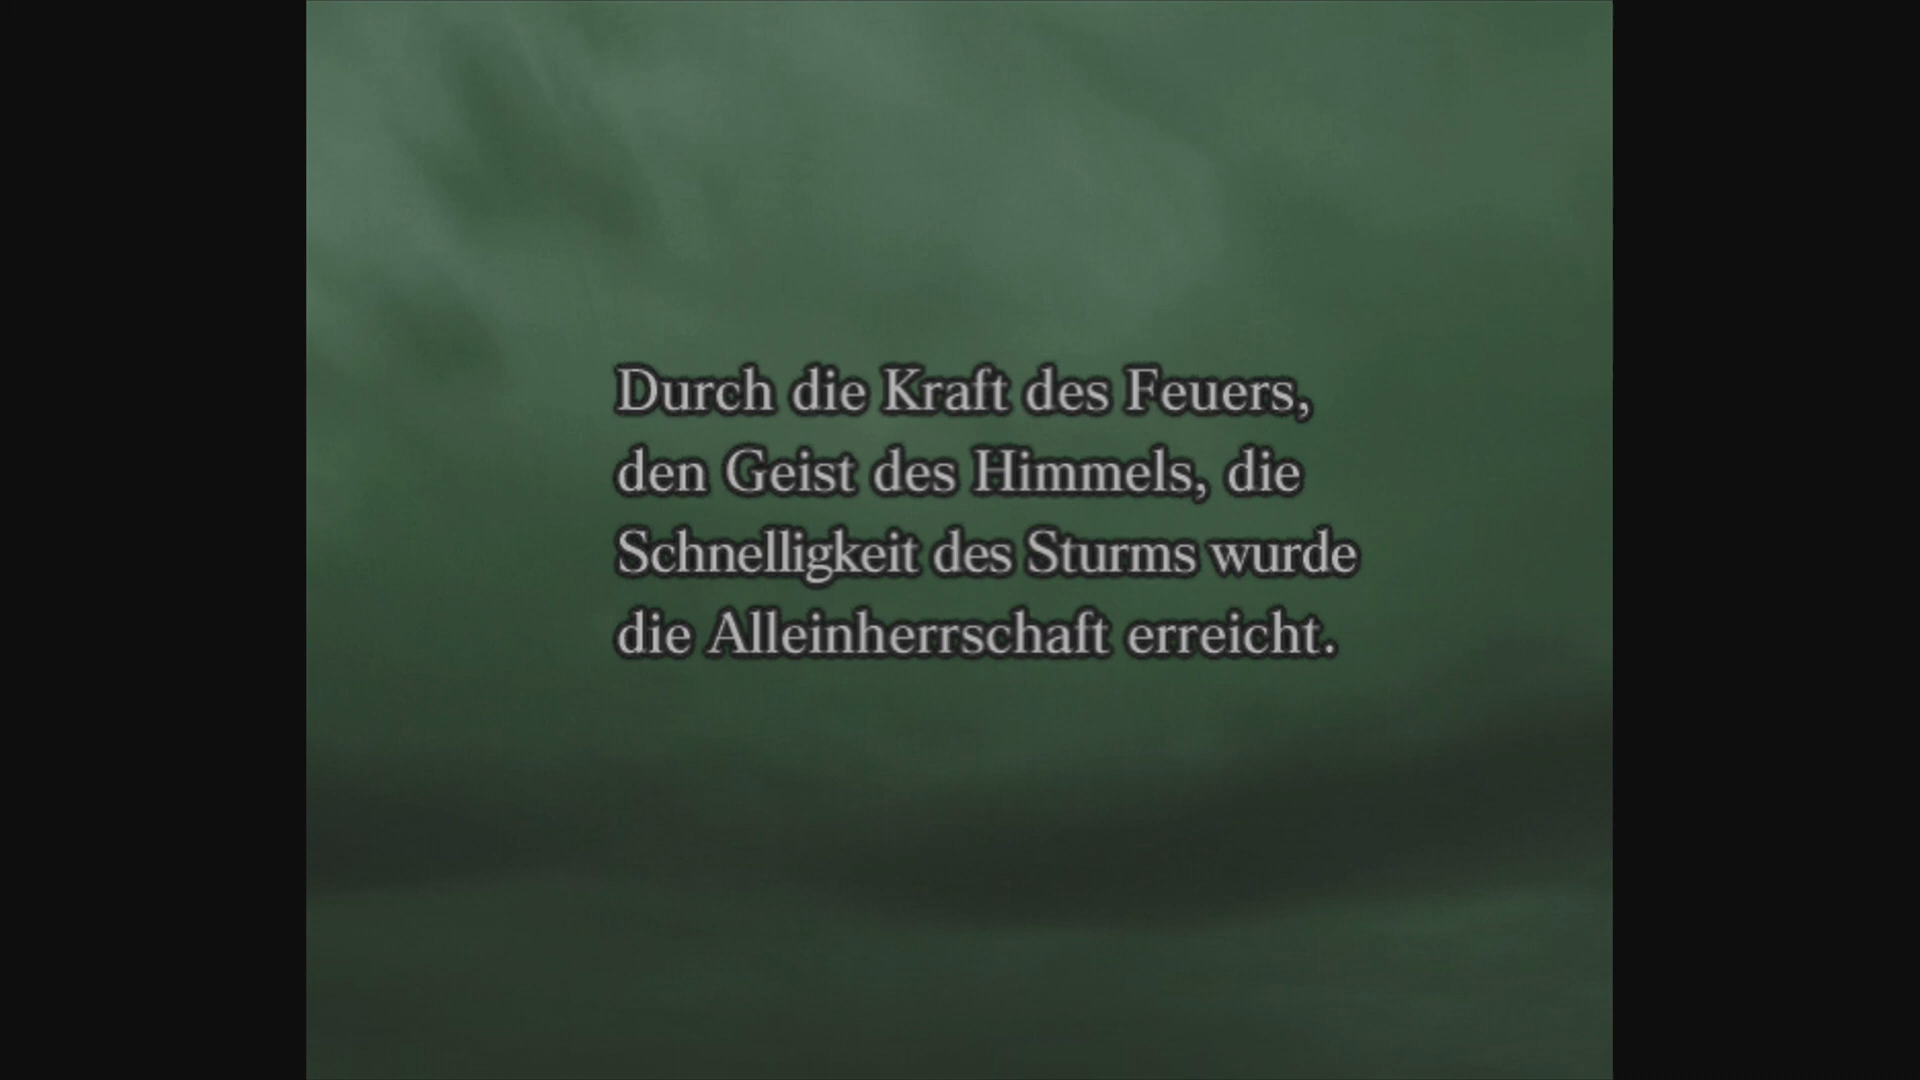 Durch die Kraft des Feuers,
den Geist des Himmels, die
Schnelligkeit des Sturms wurde
die Alleinherrschaft erreicht.